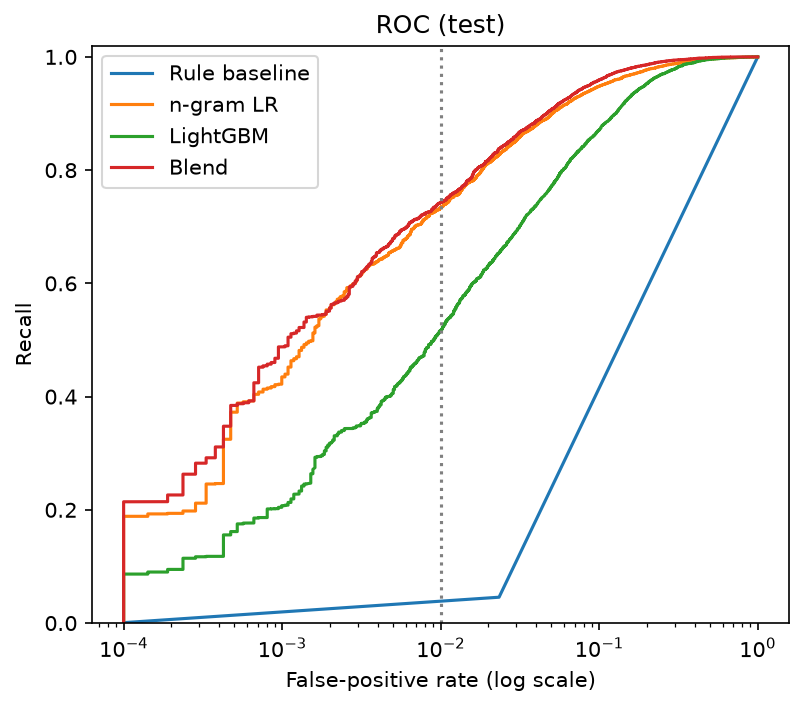 ROC (test)
Rule baseline
n-gram LR
LightGBM
Blend
1.0
0.8
0.6
0.4
0.2
0.0
Recall
10⁻⁴ 10⁻³ 10⁻² 10⁻¹ 10⁰
False-positive rate (log scale)